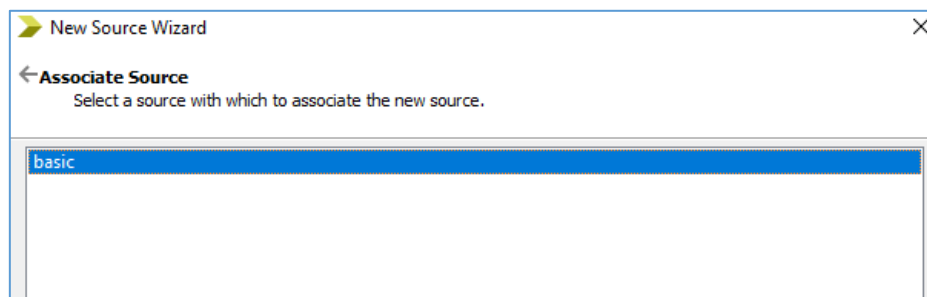 New Source Wizard
Associate Source
Select a source with which to associate the new source.
basic